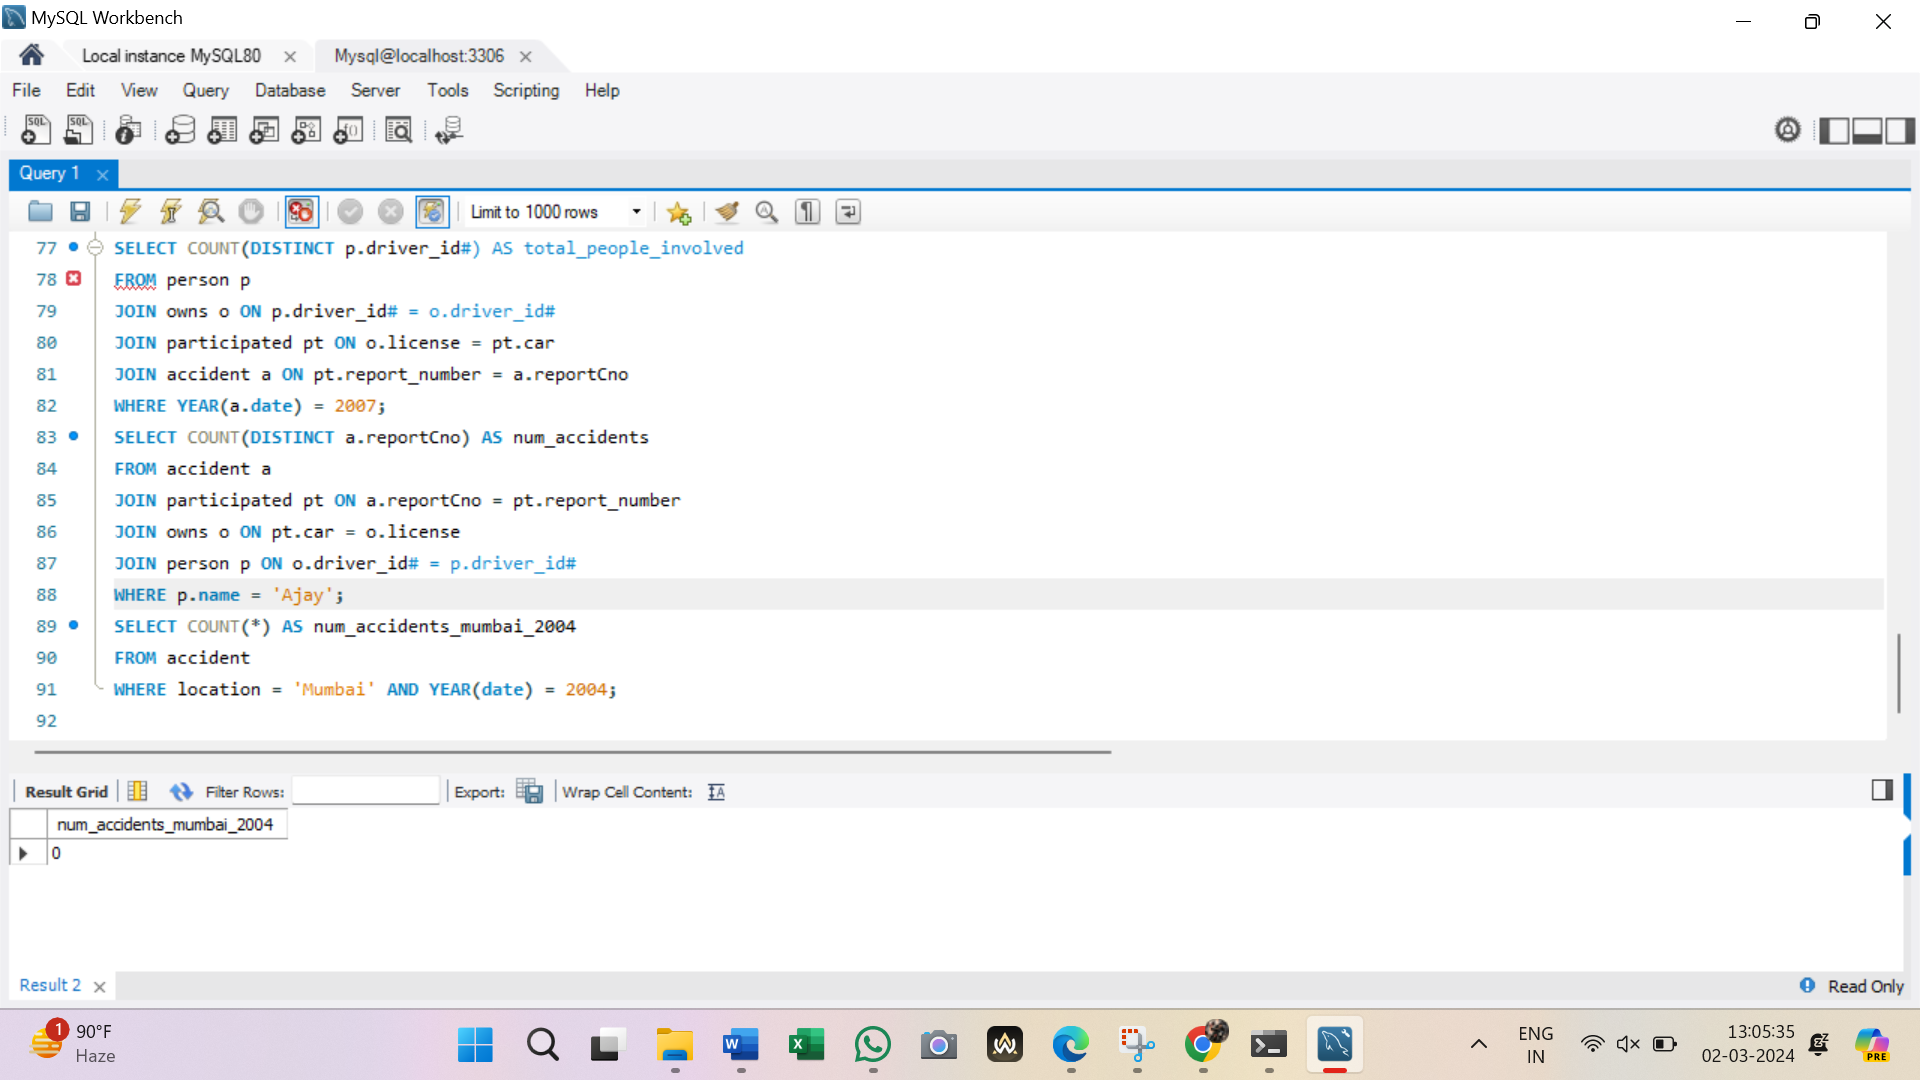 MySQL Workbench
Local instance MySQL80
Mysql@localhost:3306
File Edit View Query Database Server Tools Scripting Help
Query 1
Limit to 1000 rows
77 SELECT COUNT(DISTINCT p.driver_id#) AS total_people_involved
78 FROM person p
79 JOIN owns o ON p.driver_id# = o.driver_id#
80 JOIN participated pt ON o.license = pt.car
81 JOIN accident a ON pt.report_number = a.reportCno
82 WHERE YEAR(a.date) = 2007;
83 SELECT COUNT(DISTINCT a.reportCno) AS num_accidents
84 FROM accident a
85 JOIN participated pt ON a.reportCno = pt.report_number
86 JOIN owns o ON pt.car = o.license
87 JOIN person p ON o.driver_id# = p.driver_id#
88 WHERE p.name = 'Ajay';
89 SELECT COUNT(*) AS num_accidents_mumbai_2004
90 FROM accident
91 WHERE location = 'Mumbai' AND YEAR(date) = 2004;
92
Result Grid Filter Rows: Export: Wrap Cell Content:
num_accidents_mumbai_2004
0
Result 2
Read Only
1
90°F
Haze
ENG
IN
13:05:35
02-03-2024
PRE